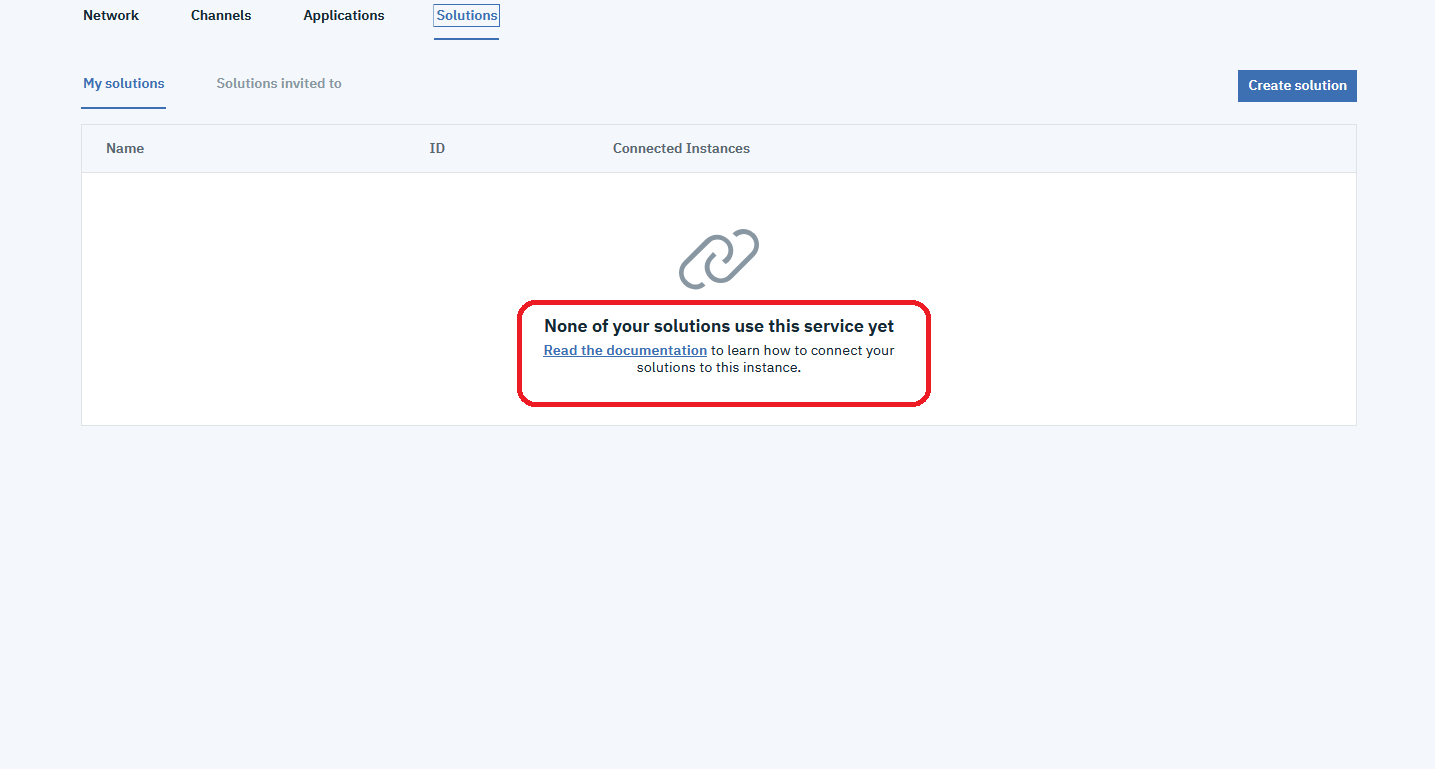 Network Channels Applications Solutions
My solutions Solutions invited to Create solution
Name ID Connected Instances
None of your solutions use this service yet
Read the documentation to learn how to connect your
solutions to this instance.